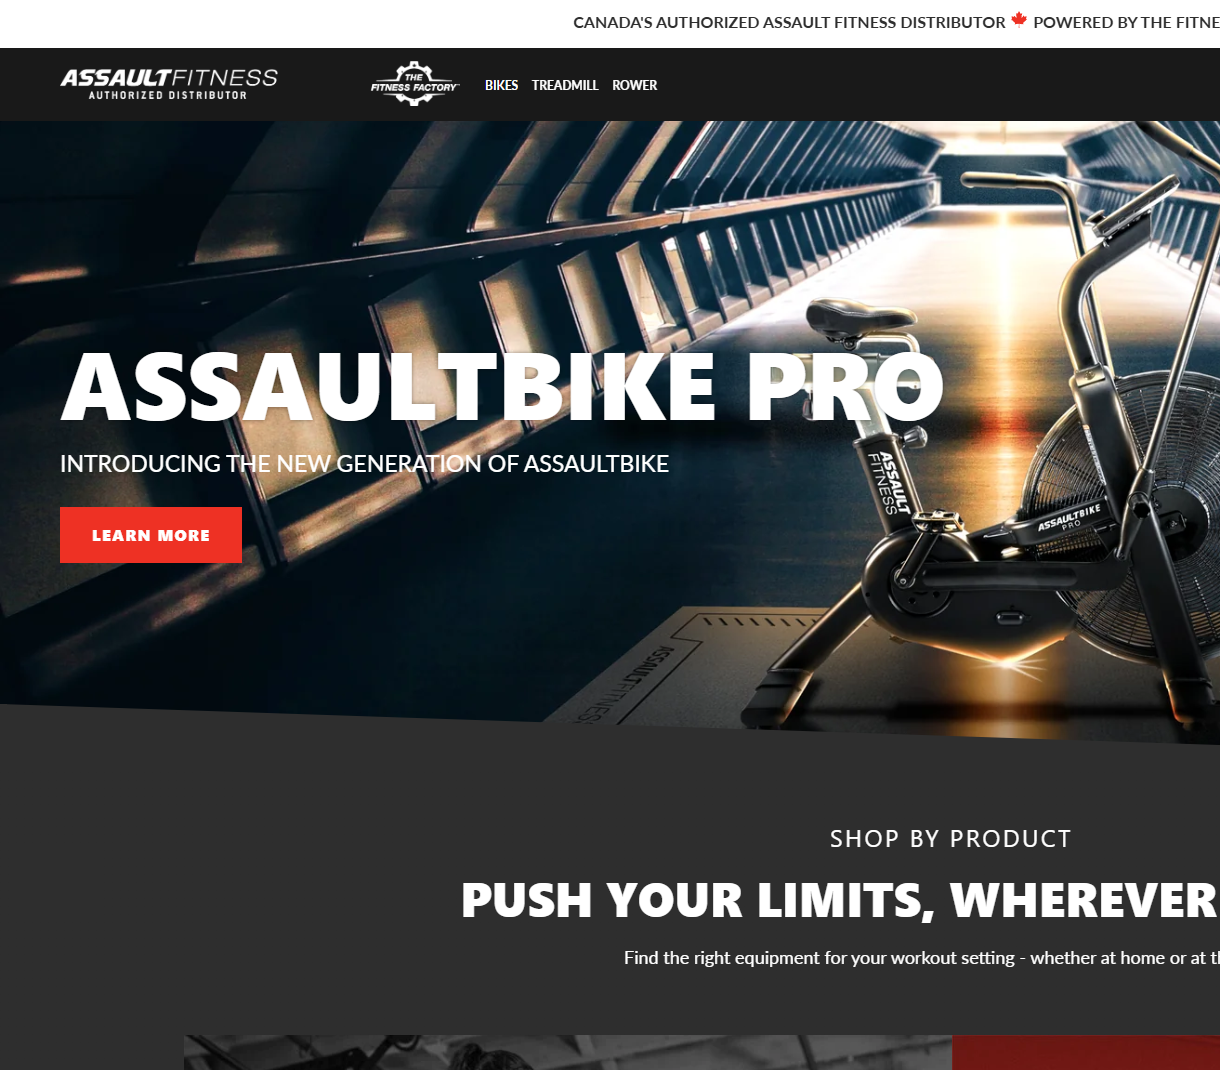 CANADA'S AUTHORIZED ASSAULT FITNESS DISTRIBUTOR 🍁 POWERED BY THE FITNE
ASSAULTFITNESS
AUTHORIZED DISTRIBUTOR
THE
FITNESS FACTORY
BIKES TREADMILL ROWER
ASSAULTBIKE PRO
INTRODUCING THE NEW GENERATION OF ASSAULTBIKE
LEARN MORE
ASSAULT
FITNESS
ASSAULTBIKE
PRO
ASSAULTFITNESS
SHOP BY PRODUCT
PUSH YOUR LIMITS, WHEREVER
Find the right equipment for your workout setting - whether at home or at t